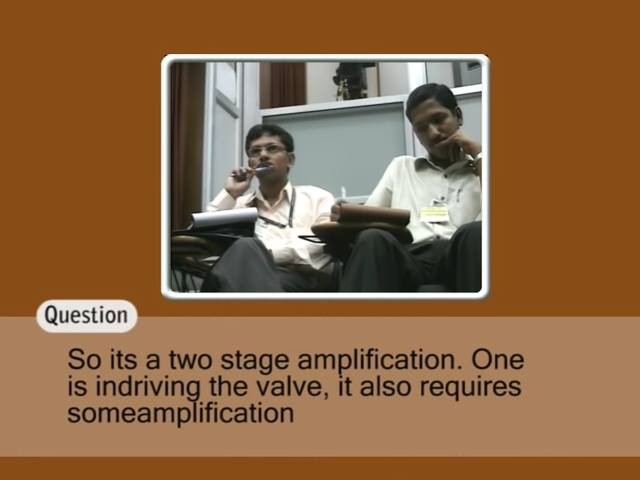 Question
So its a two stage amplification. One
is indriving the valve, it also requires
someamplification